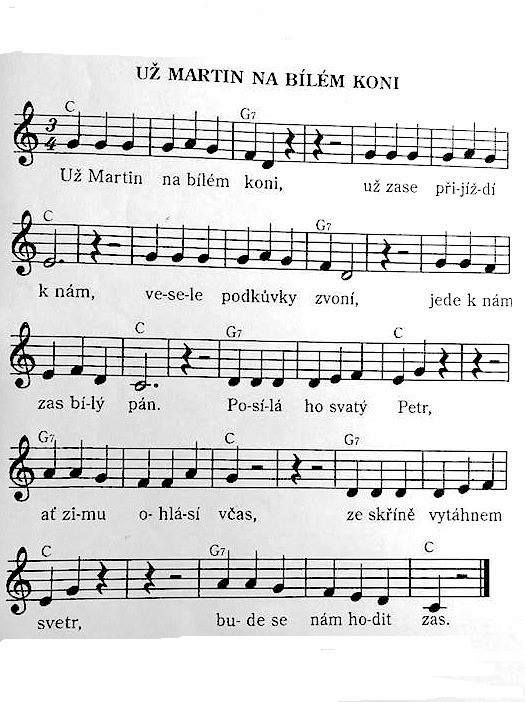 UŽ MARTIN NA BÍLÉM KONI
C G7
3
4
Už Martin na bílém koni, už zase při-jíž-dí
C G7
k nám, ve-se-le podkůvky zvoní, jede k nám
C G7 C
zas bí-lý pán. Po-sí-lá ho svatý Petr,
G7 C G7
ať zi-mu o-hlá-sí včas, ze skříně vytáhnem
C G7 C
svetr, bu-de se nám ho-dit zas.